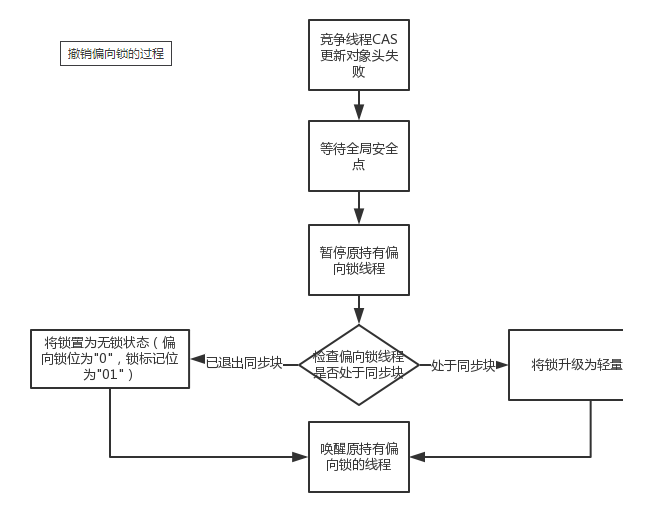 撤销偏向锁的过程
竞争线程CAS
更新对象头失
败
等待全局安全
点
暂停原持有偏
向锁线程
检查偏向锁线程
是否处于同步块
已退出同步块
处于同步块
将锁置为无锁状态（偏
向锁位为"0"，锁标记位
为"01"）
将锁升级为轻量
唤醒原持有偏
向锁的线程